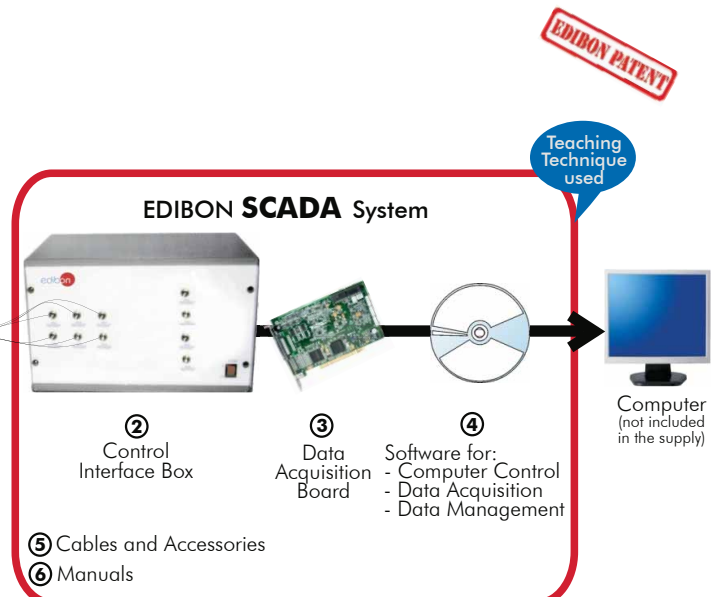 EDIBON PATENT
Teaching
Technique
used
EDIBON SCADA System
edibon
② Control
Interface Box
③ Data
Acquisition
Board
④ Software for:
- Computer Control
- Data Acquisition
- Data Management
Computer
(not included
in the supply)
⑤ Cables and Accessories
⑥ Manuals